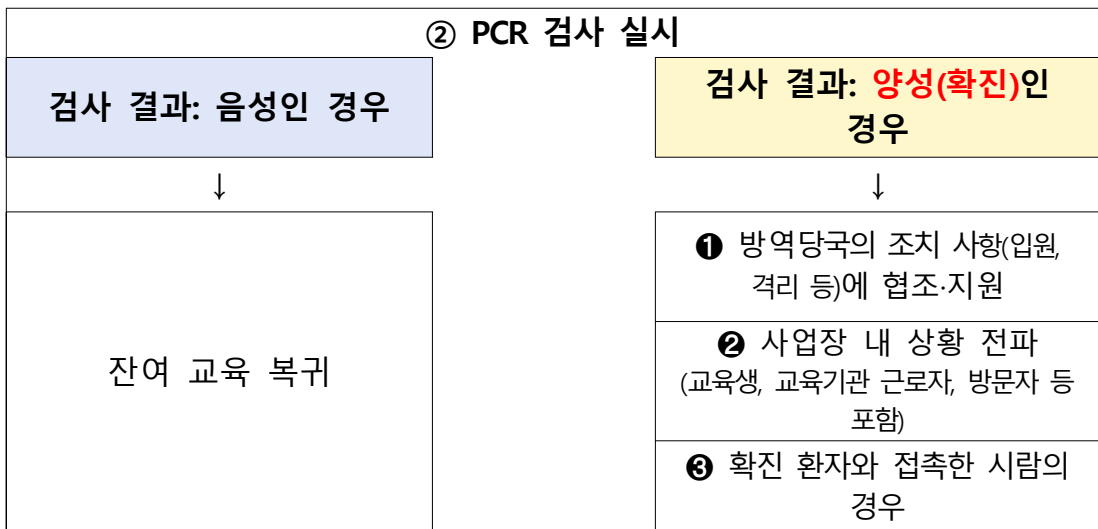 ② PCR 검사 실시
검사 결과: 음성인 경우
↓
잔여 교육 복귀
검사 결과: 양성(확진)인
경우
↓
❶ 방역당국의 조치 사항(입원,
격리 등)에 협조·지원
❷ 사업장 내 상황 전파
(교육생, 교육기관 근로자, 방문자 등
포함)
❸ 확진 환자와 접촉한 시람의
경우